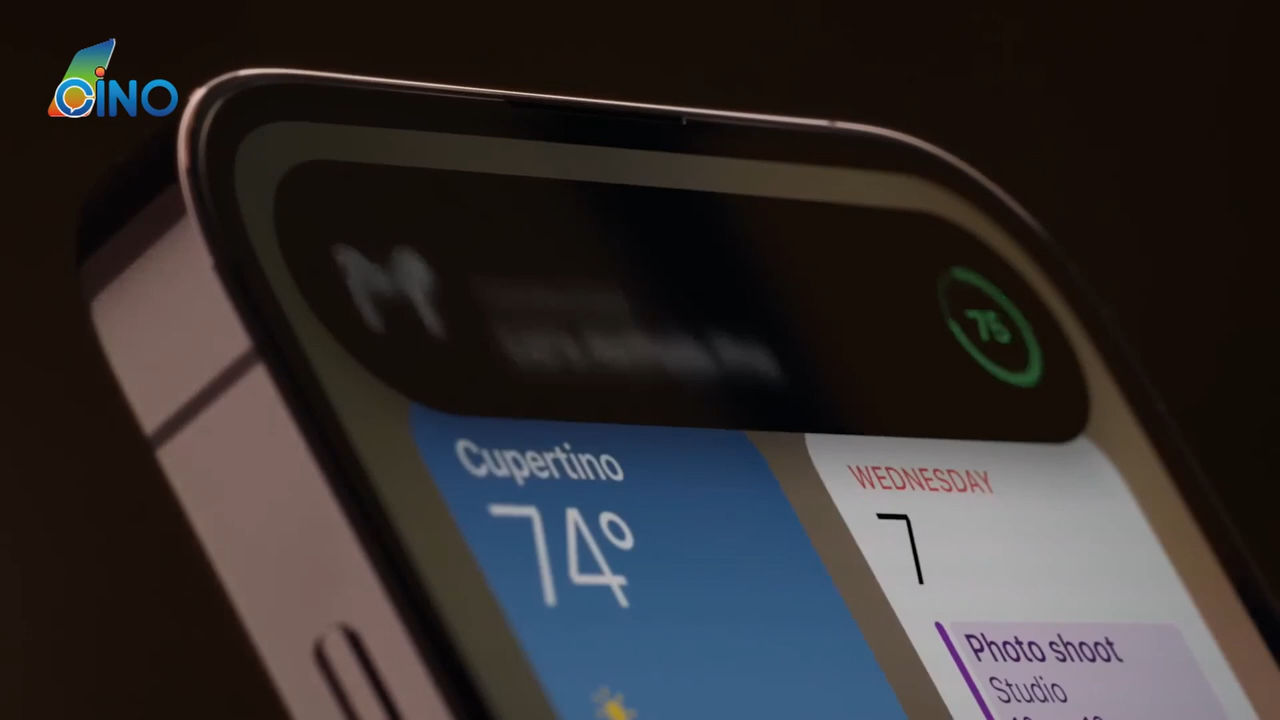 CiNO
75
Cupertino
74°
WEDNESDAY
7
Photo shoot
Studio